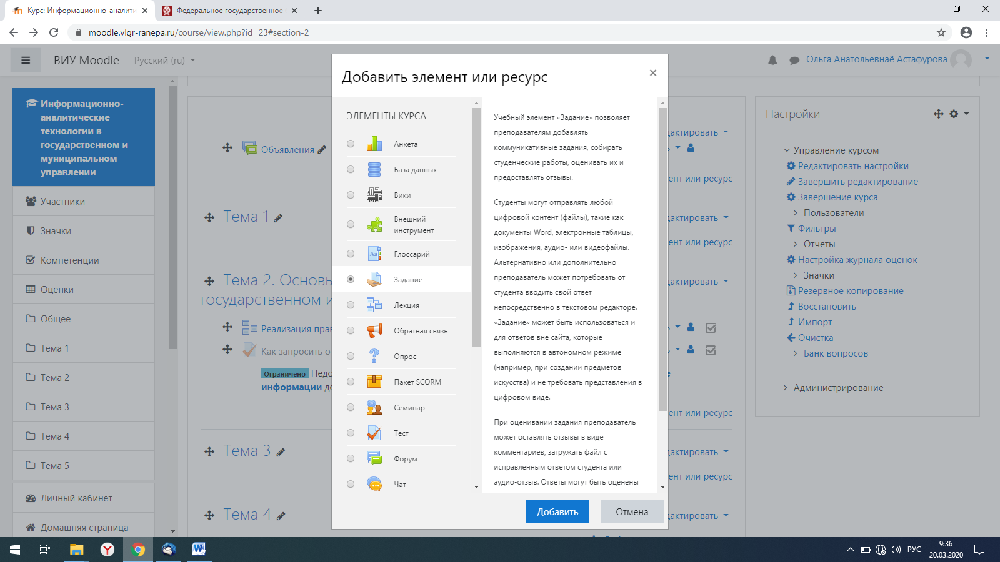 Курс: Информационно-аналити
Федеральное государственное
moodle.vlgr-ranepa.ru/course/view.php?id=23#section-2
ВИУ Moodle
Русский (ru)
Ольга Анатольевнаё Астафурова
Информационно-
аналитические
технологии в
государственном и
муниципальном
управлении
Участники
Значки
Компетенции
Оценки
Общее
Тема 1
Тема 2
Тема 3
Тема 4
Тема 5
Личный кабинет
Домашняя страница
Объявления
Тема 1
Тема 2. Основы
государственном и
Реализация прав
Как запросить от
Ограничено Недо
информации до
Тема 3
Тема 4
дактировать
ент или ресурс
дактировать
ент или ресурс
дактировать
е
ент или ресурс
дактировать
ент или ресурс
дактировать
Добавить элемент или ресурс
×
ЭЛЕМЕНТЫ КУРСА
Анкета
База данных
Вики
Внешний
инструмент
Глоссарий
Задание
Лекция
Обратная связь
Опрос
Пакет SCORM
Семинар
Тест
Форум
Чат
Учебный элемент «Задание» позволяет
преподавателям добавлять
коммуникативные задания, собирать
студенческие работы, оценивать их и
предоставлять отзывы.
Студенты могут отправлять любой
цифровой контент (файлы), такие как
документы Word, электронные таблицы,
изображения, аудио- или видеофайлы.
Альтернативно или дополнительно
преподаватель может потребовать от
студента вводить свой ответ
непосредственно в текстовом редакторе.
«Задание» может быть использоваться и
для ответов вне сайта, которые
выполняются в автономном режиме
(например, при создании предметов
искусства) и не требовать представления в
цифровом виде.
При оценивании задания преподаватель
может оставлять отзывы в виде
комментариев, загружать файл с
исправленным ответом студента или
аудио-отзыв. Ответы могут быть оценены
Добавить
Отмена
Настройки
Управление курсом
Редактировать настройки
Завершить редактирование
Завершение курса
Пользователи
Фильтры
Отчеты
Настройка журнала оценок
Значки
Резервное копирование
Восстановить
Импорт
Очистка
Банк вопросов
Администрирование
РУС
9:36
20.03.2020